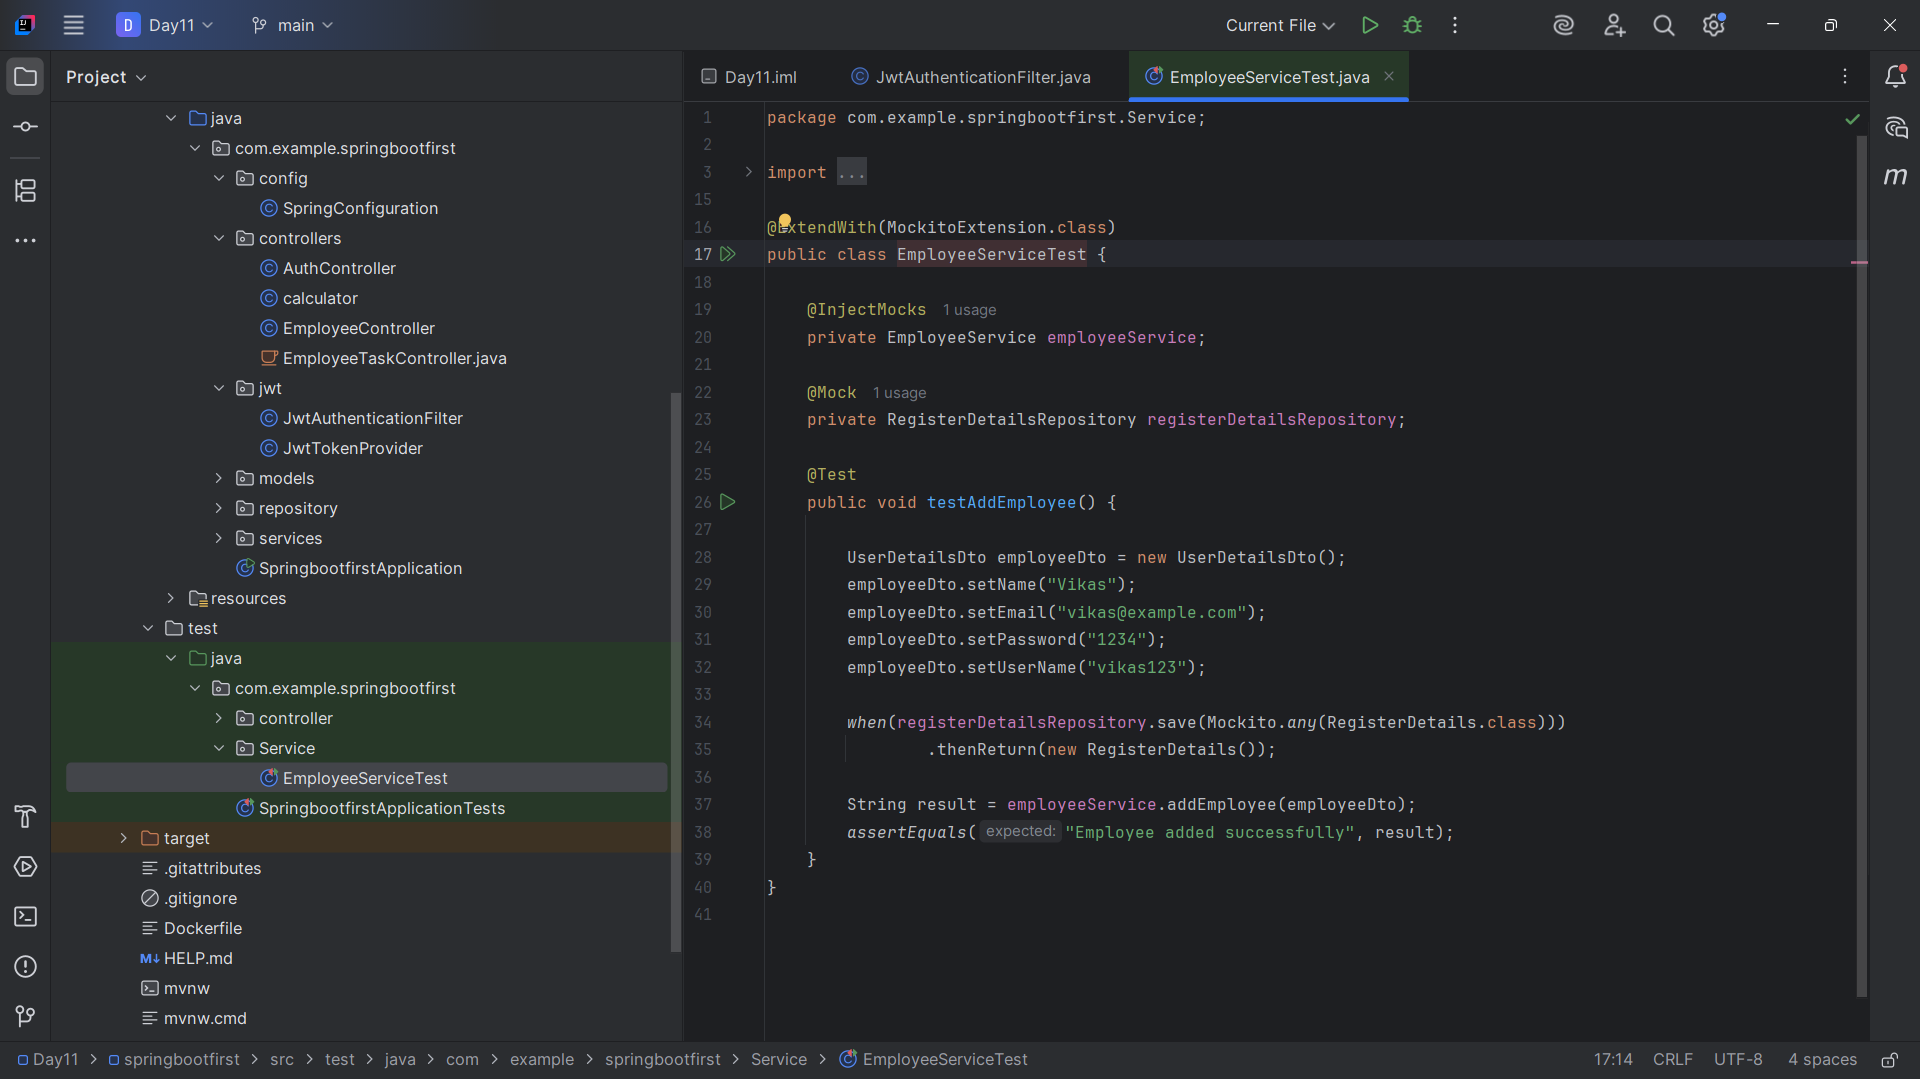 D Day11 main Current File
Project
java
com.example.springbootfirst
config
SpringConfiguration
controllers
AuthController
calculator
EmployeeController
EmployeeTaskController.java
jwt
JwtAuthenticationFilter
JwtTokenProvider
models
repository
services
SpringbootfirstApplication
resources
test
java
com.example.springbootfirst
controller
Service
EmployeeServiceTest
SpringbootfirstApplicationTests
target
.gitattributes
.gitignore
Dockerfile
M↓ HELP.md
mvnw
mvnw.cmd
Day11.iml JwtAuthenticationFilter.java EmployeeServiceTest.java
1 package com.example.springbootfirst.Service;
2
3 import ...
15
16 @ExtendWith(MockitoExtension.class)
17 public class EmployeeServiceTest {
18
19 @InjectMocks 1 usage
20 private EmployeeService employeeService;
21
22 @Mock 1 usage
23 private RegisterDetailsRepository registerDetailsRepository;
24
25 @Test
26 public void testAddEmployee() {
27
28 UserDetailsDto employeeDto = new UserDetailsDto();
29 employeeDto.setName("Vikas");
30 employeeDto.setEmail("vikas@example.com");
31 employeeDto.setPassword("1234");
32 employeeDto.setUserName("vikas123");
33
34 when(registerDetailsRepository.save(Mockito.any(RegisterDetails.class)))
35 .thenReturn(new RegisterDetails());
36
37 String result = employeeService.addEmployee(employeeDto);
38 assertEquals( expected: "Employee added successfully", result);
39 }
40 }
41
m
Day11 > springbootfirst > src > test > java > com > example > springbootfirst > Service > EmployeeServiceTest 17:14 CRLF UTF-8 4 spaces